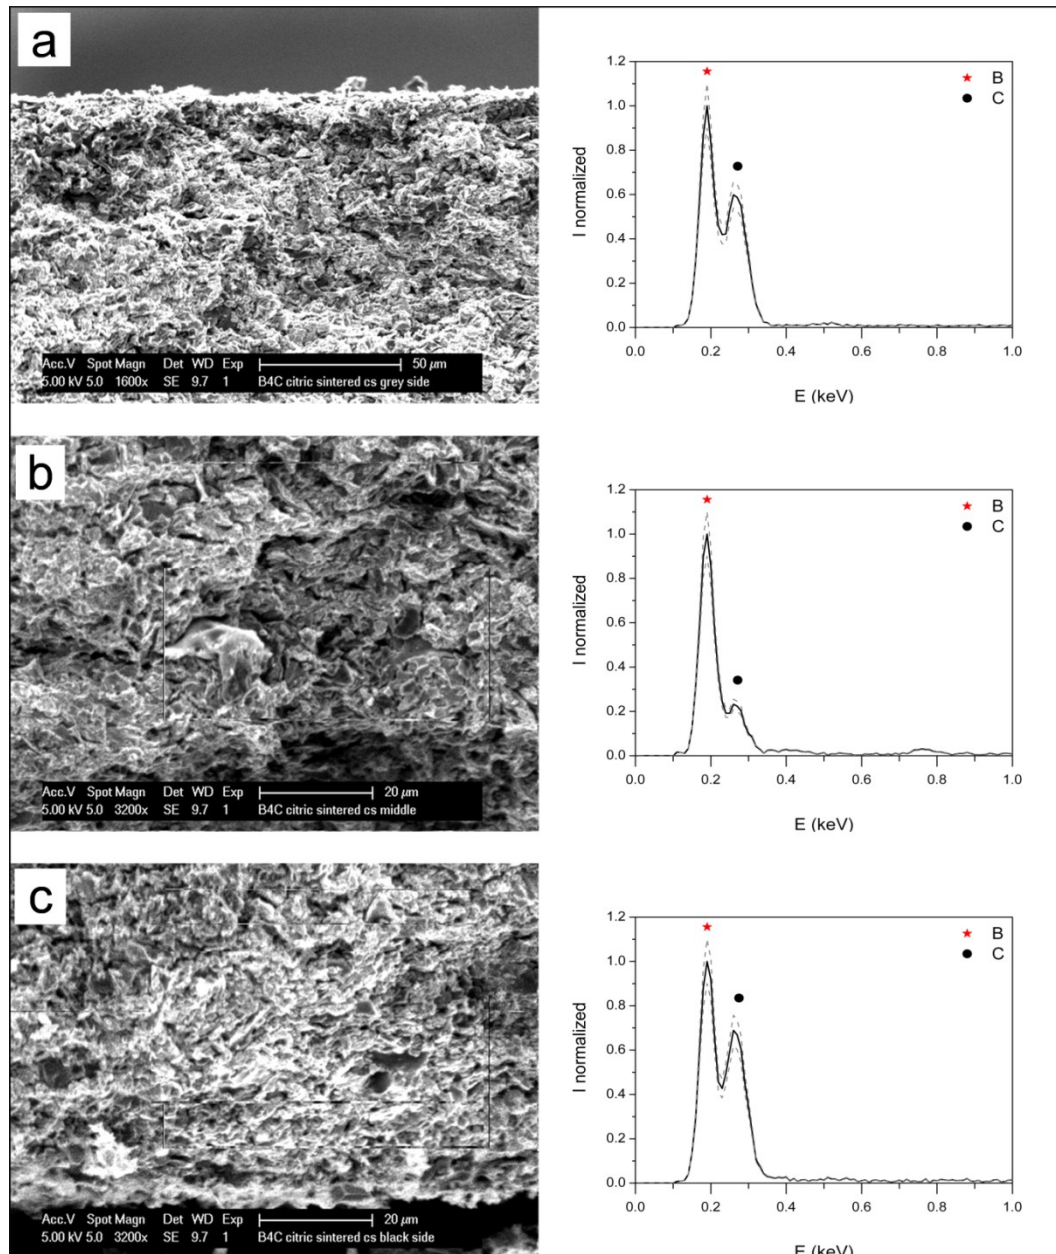 a
Acc.V Spot Magn Det WD Exp 50 µm
5.00 kV 5.0 1600x SE 9.7 1 B4C citric sintered cs grey side
1.2
1.0
0.8
0.6
0.4
0.2
0.0
I normalized
★ B
● C
0.0 0.2 0.4 0.6 0.8 1.0
E (keV)
b
Acc.V Spot Magn Det WD Exp 20 µm
5.00 kV 5.0 3200x SE 9.7 1 B4C citric sintered cs middle
1.2
1.0
0.8
0.6
0.4
0.2
0.0
I normalized
★ B
● C
0.0 0.2 0.4 0.6 0.8 1.0
E (keV)
c
Acc.V Spot Magn Det WD Exp 20 µm
5.00 kV 5.0 3200x SE 9.7 1 B4C citric sintered cs black side
1.2
1.0
0.8
0.6
0.4
0.2
0.0
I normalized
★ B
● C
0.0 0.2 0.4 0.6 0.8 1.0
E (keV)